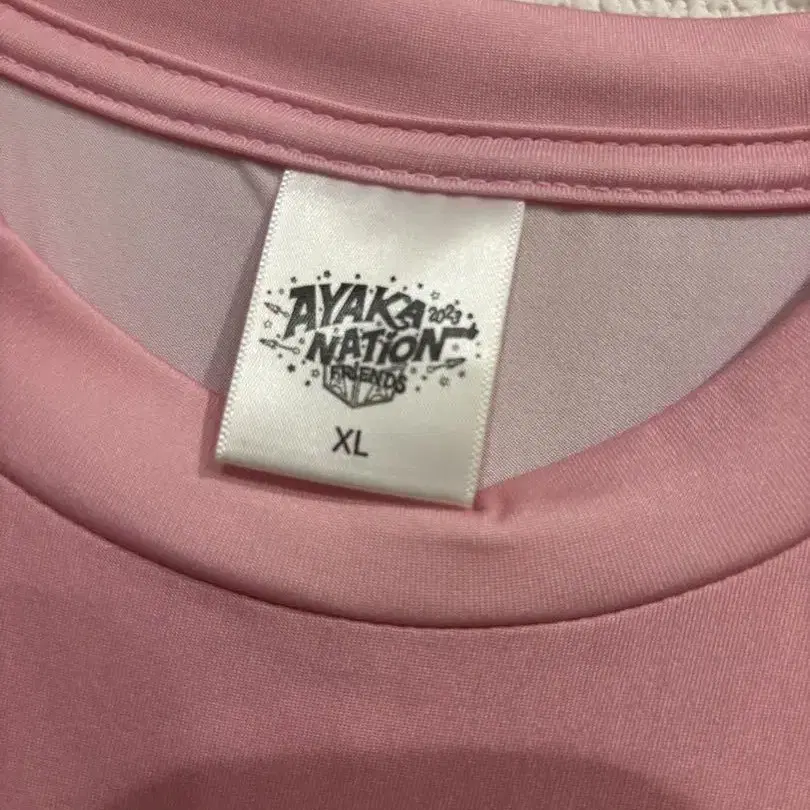 AYAKA 2023
NATION
FRIENDS
XL